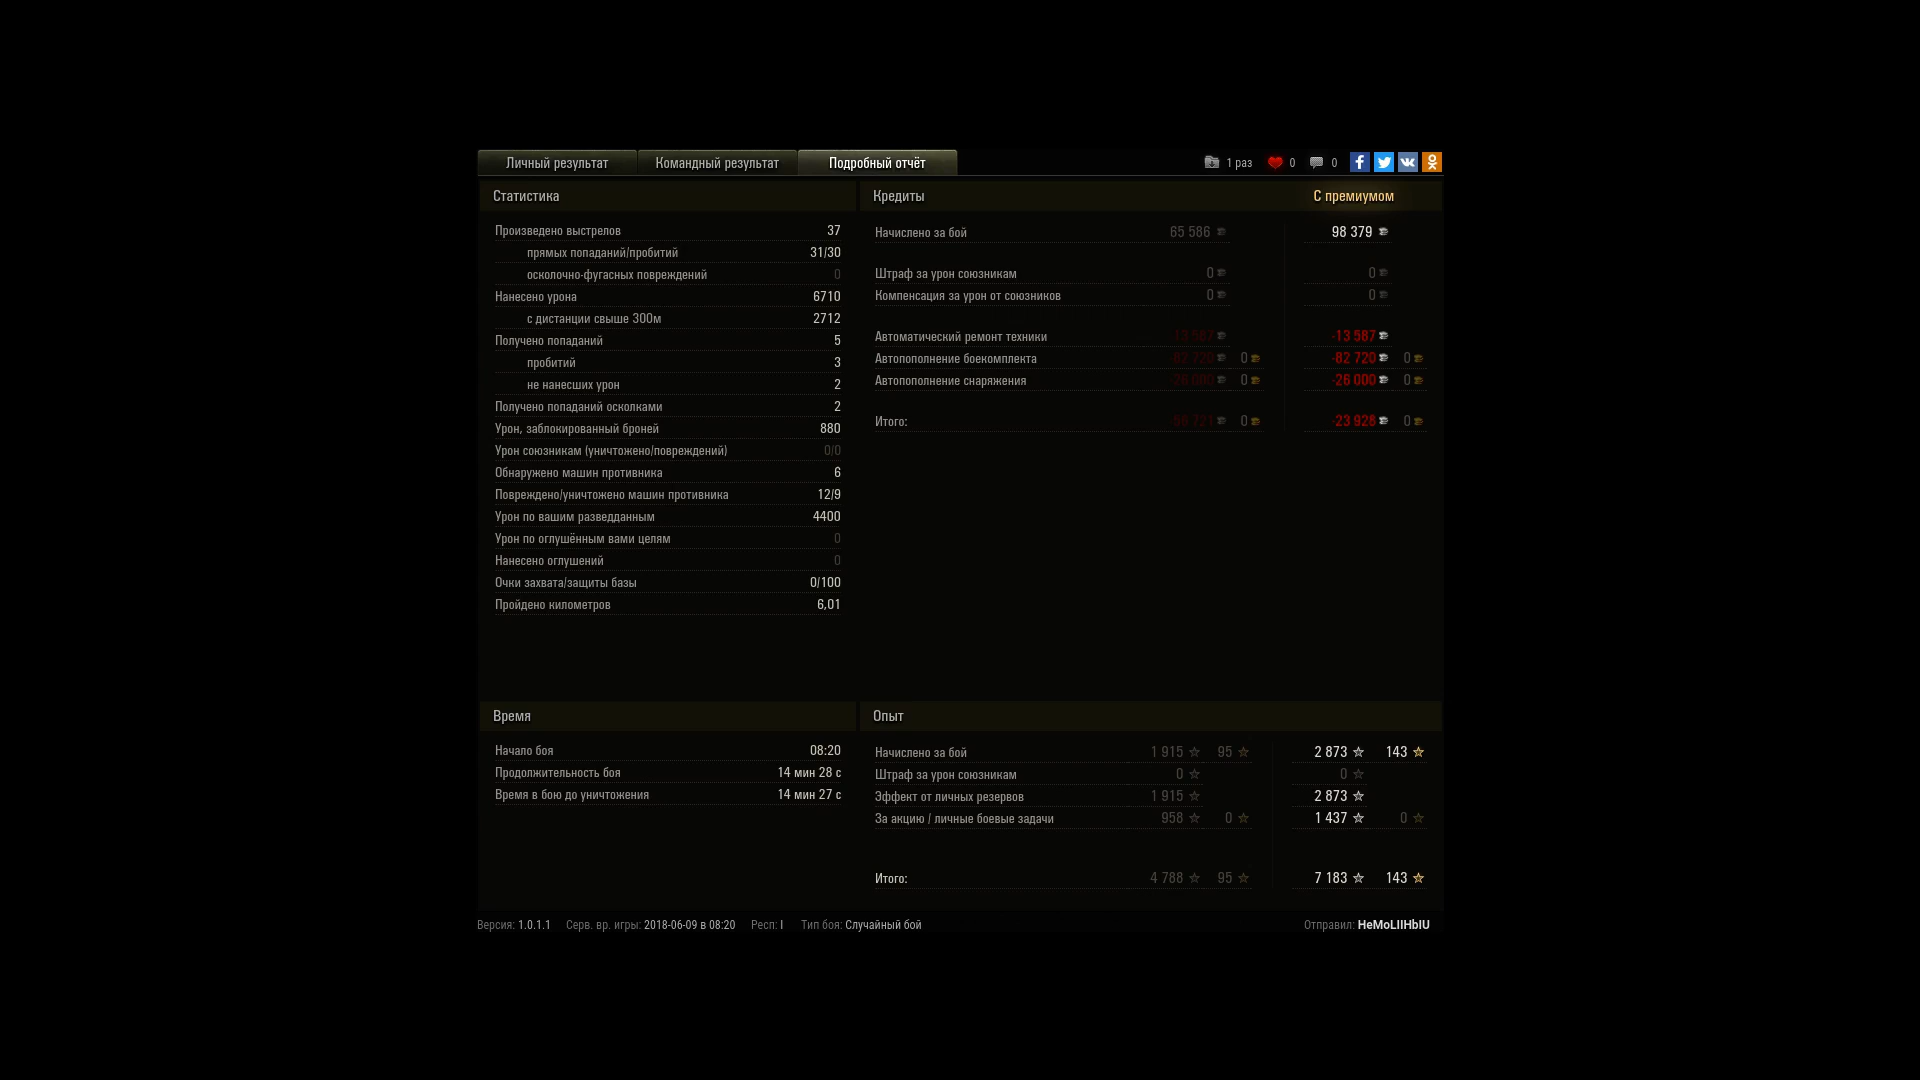 Личный результат Командный результат Подробный отчёт 1 раз 0 0
Статистика
Произведено выстрелов 37
прямых попаданий/пробитий 31/30
осколочно-фугасных повреждений 0
Нанесено урона 6710
с дистанции свыше 300м 2712
Получено попаданий 5
пробитий 3
не нанесших урон 2
Получено попаданий осколками 2
Урон, заблокированный броней 880
Урон союзникам (уничтожено/повреждений) 0/0
Обнаружено машин противника 6
Повреждено/уничтожено машин противника 12/9
Урон по вашим разведданным 4400
Урон по оглушённым вами целям 0
Нанесено оглушений 0
Очки захвата/защиты базы 0/100
Пройдено километров 6,01
Кредиты С премиумом
Начислено за бой 65 586 98 379
Штраф за урон союзникам 0 0
Компенсация за урон от союзников 0 0
Автоматический ремонт техники -13 587 -13 587
Автопополнение боекомплекта -82 720 0 -82 720 0
Автопополнение снаряжения -26 000 0 -26 000 0
Итого: -56 721 0 -23 928 0
Время
Начало боя 08:20
Продолжительность боя 14 мин 28 с
Время в бою до уничтожения 14 мин 27 с
Опыт
Начислено за бой 1 915 95 2 873 143
Штраф за урон союзникам 0 0
Эффект от личных резервов 1 915 2 873
За акцию / личные боевые задачи 958 0 1 437 0
Итого: 4 788 95 7 183 143
Версия: 1.0.1.1 Серв. вр. игры: 2018-06-09 в 08:20 Респ: I Тип боя: Случайный бой Отправил: HeMoLIIHbIU